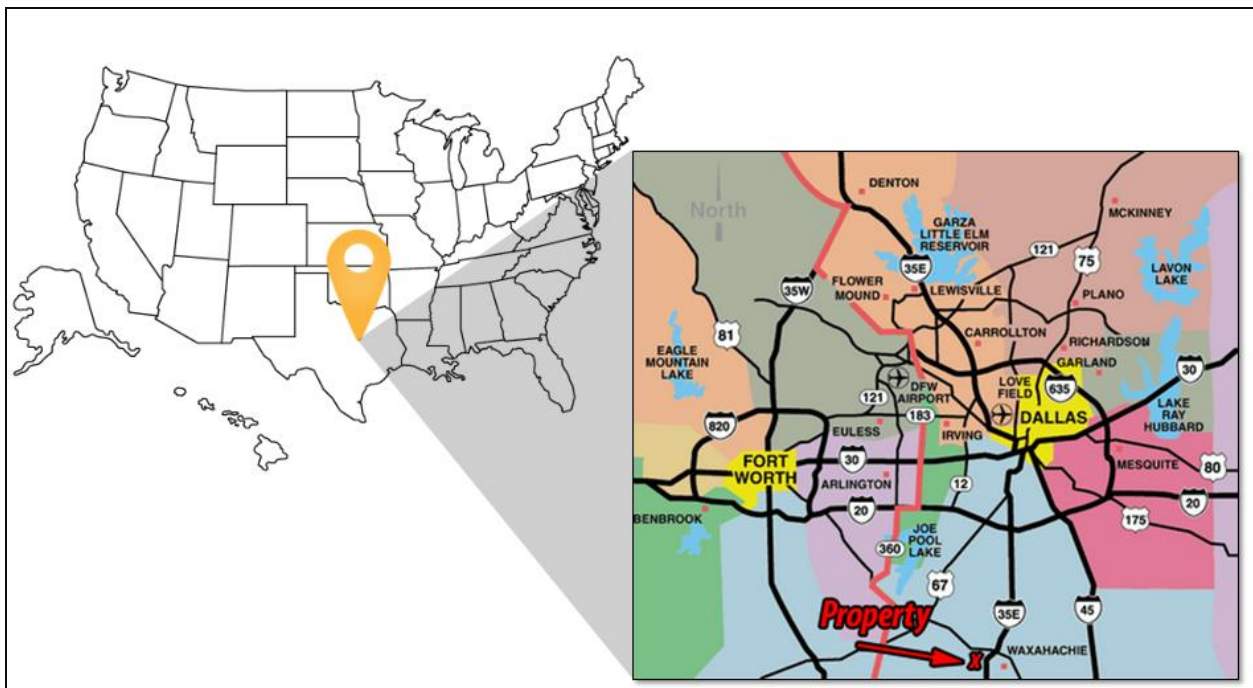 North
DENTON
GARZA
LITTLE ELM
RESERVOIR
MCKINNEY
121
75
35E
LAVON
LAKE
35W
FLOWER
MOUND
LEWISVILLE
PLANO
81
CARROLLTON
RICHARDSON
EAGLE
MOUNTAIN
LAKE
GARLAND
30
DFW
AIRPORT
LOVE
FIELD
635
121
183
DALLAS
LAKE
RAY
HUBBARD
820
EULESS
IRVING
FORT
WORTH
30
MESQUITE
80
ARLINGTON
12
20
20
BENBROOK
175
JOE
POOL
LAKE
360
67
Property
35E
45
WAXAHACHIE
x